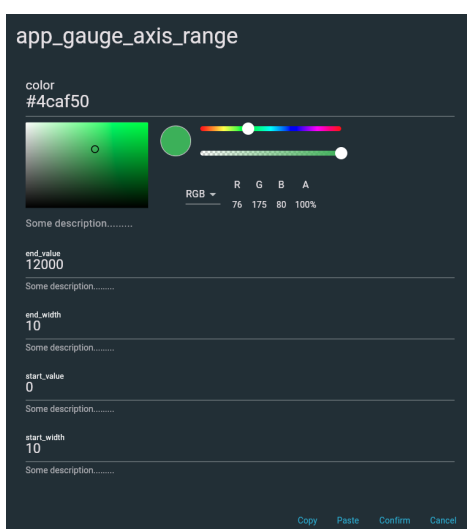 app_gauge_axis_range
color
#4caf50
RGB
R G B A
76 175 80 100%
Some description.........
end_value
12000
Some description.........
end_width
10
Some description.........
start_value
0
Some description.........
start_width
10
Some description.........
Copy Paste Confirm Cancel